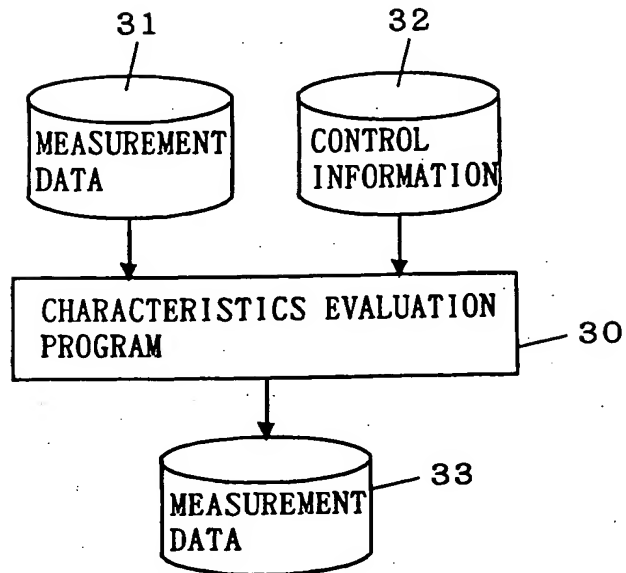 31
32
MEASUREMENT
DATA
CONTROL
INFORMATION
CHARACTERISTICS EVALUATION
PROGRAM
30
33
MEASUREMENT
DATA